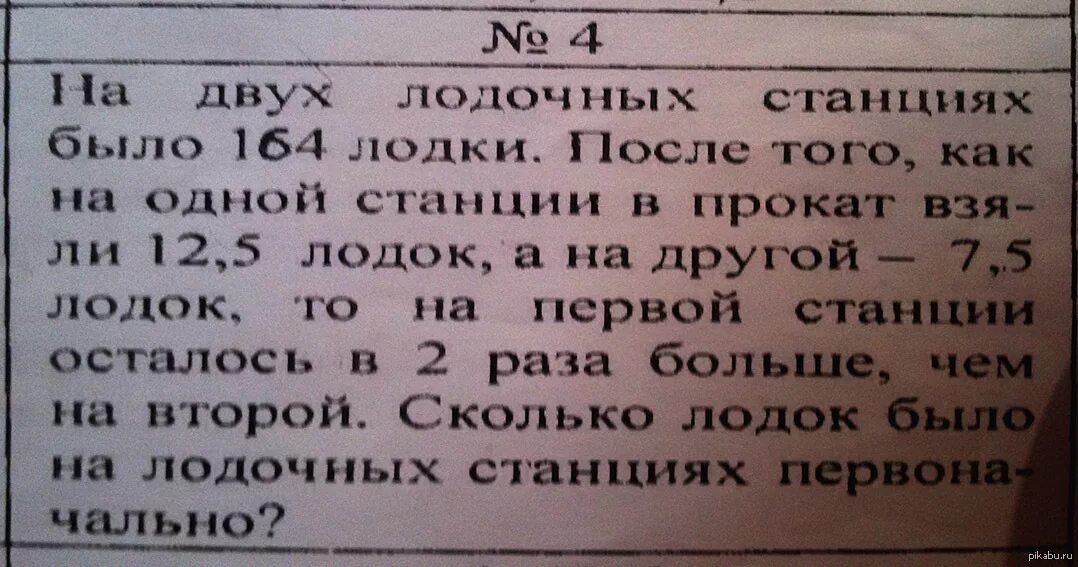 № 4
На двух лодочных станциях
было 164 лодки. После того, как
на одной станции в прокат взя-
ли 12,5 лодок, а на другой – 7,5
лодок, то на первой станции
осталось в 2 раза больше, чем
на второй. Сколько лодок было
на лодочных станциях первона-
чально?
pikabu.ru